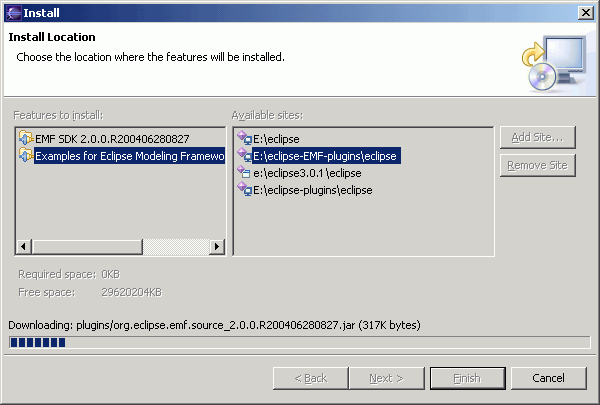 Install
Install Location
Choose the location where the features will be installed.
Features to install:
EMF SDK 2.0.0.R200406280827
Examples for Eclipse Modeling Framewo
Available sites:
E:\eclipse
E:\eclipse-EMF-plugins\eclipse
e:\eclipse3.0.1\eclipse
E:\eclipse-plugins\eclipse
Add Site...
Remove Site
Required space: 0KB
Free space: 29620204KB
Downloading: plugins/org.eclipse.emf.source_2.0.0.R200406280827.jar (317K bytes)
< Back
Next >
Finish
Cancel